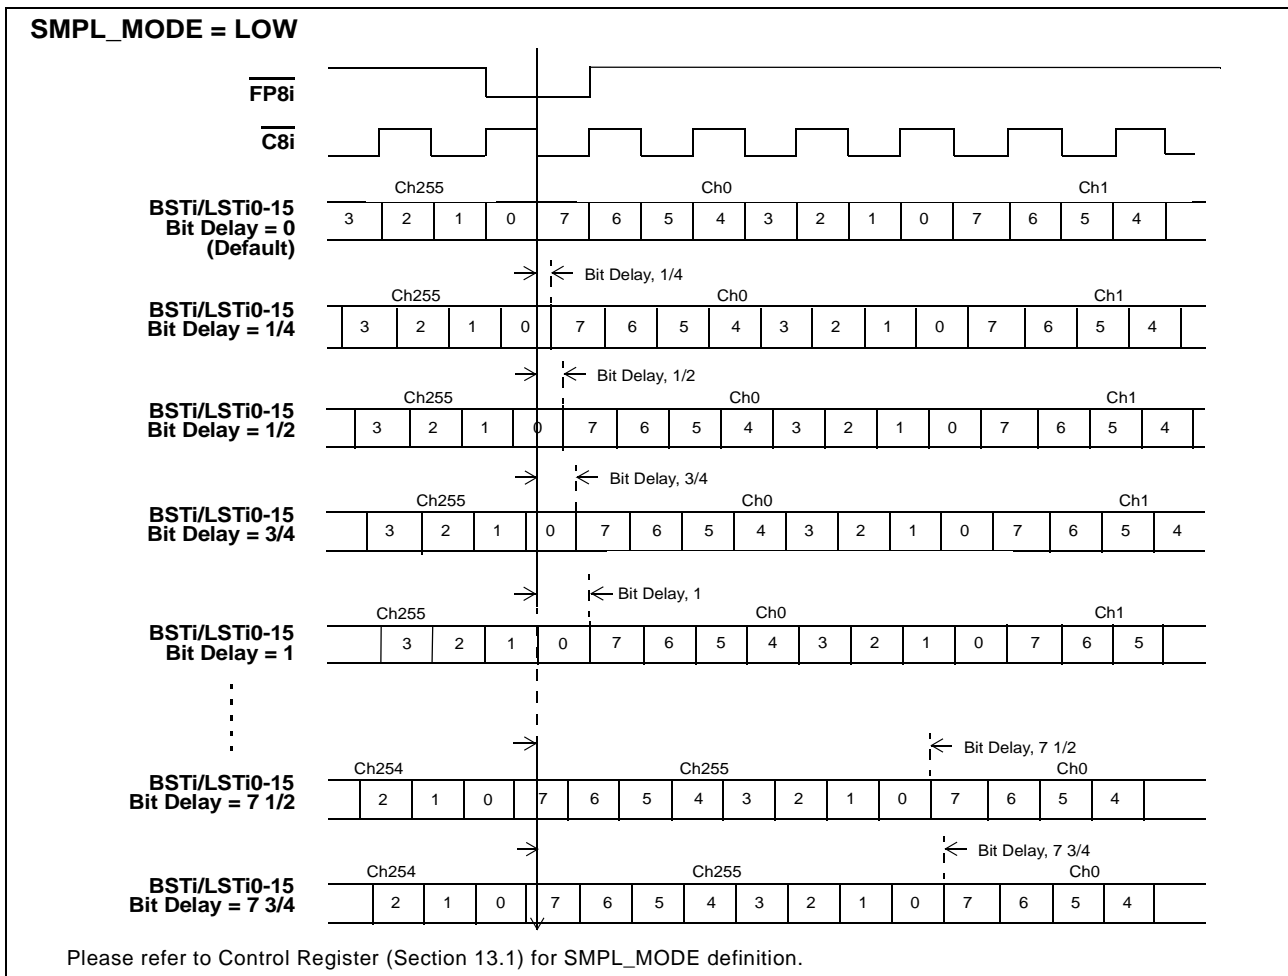 SMPL_MODE = LOW
FP8i
C8i
Ch255 Ch0 Ch1
BSTi/LSTi0-15
Bit Delay = 0
(Default)
3 2 1 0 7 6 5 4 3 2 1 0 7 6 5 4
Bit Delay, 1/4
Ch255 Ch0 Ch1
BSTi/LSTi0-15
Bit Delay = 1/4
3 2 1 0 7 6 5 4 3 2 1 0 7 6 5 4
Bit Delay, 1/2
Ch255 Ch0 Ch1
BSTi/LSTi0-15
Bit Delay = 1/2
3 2 1 0 7 6 5 4 3 2 1 0 7 6 5 4
Bit Delay, 3/4
Ch255 Ch0 Ch1
BSTi/LSTi0-15
Bit Delay = 3/4
3 2 1 0 7 6 5 4 3 2 1 0 7 6 5 4
Bit Delay, 1
Ch255 Ch0 Ch1
BSTi/LSTi0-15
Bit Delay = 1
3 2 1 0 7 6 5 4 3 2 1 0 7 6 5
Bit Delay, 7 1/2
Ch254 Ch255 Ch0
BSTi/LSTi0-15
Bit Delay = 7 1/2
2 1 0 7 6 5 4 3 2 1 0 7 6 5 4
Bit Delay, 7 3/4
Ch254 Ch255 Ch0
BSTi/LSTi0-15
Bit Delay = 7 3/4
2 1 0 7 6 5 4 3 2 1 0 7 6 5 4
Please refer to Control Register (Section 13.1) for SMPL_MODE definition.